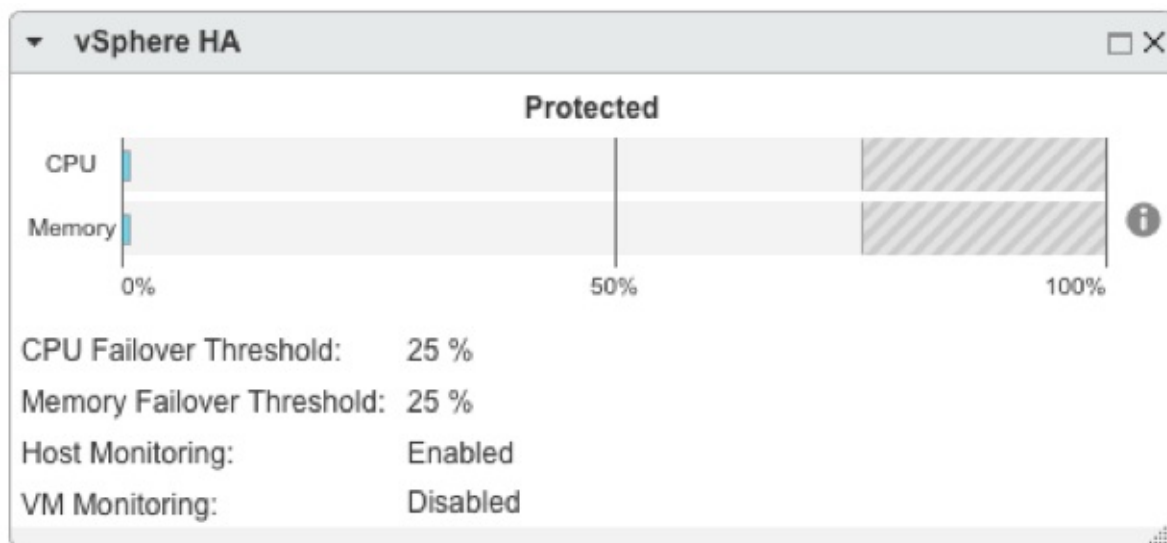 vSphere HA
Protected
CPU
Memory
0% 50% 100%
CPU Failover Threshold: 25 %
Memory Failover Threshold: 25 %
Host Monitoring: Enabled
VM Monitoring: Disabled